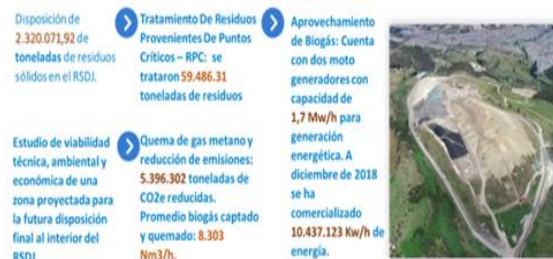 Disposición de
2.320.071,92 de
toneladas de residuos
sólidos en el RSDJ.
Tratamiento De Residuos
Provenientes De Puntos
Críticos – RPC: se
trataron 59.486.31
toneladas de residuos
Aprovechamiento
de Biogás: Cuenta
con dos moto
generadores con
capacidad de
1,7 Mw/h para
generación
energética. A
diciembre de 2018
se ha
comercializado
10.437.123 Kw/h de
energía.
Estudio de viabilidad
técnica, ambiental y
económica de una
zona proyectada para
la futura disposición
final al interior del
RSDJ
Quema de gas metano y
reducción de emisiones:
5.396.302 toneladas de
CO2e reducidas.
Promedio biogás captado
y quemado: 8.303
Nm3/h.